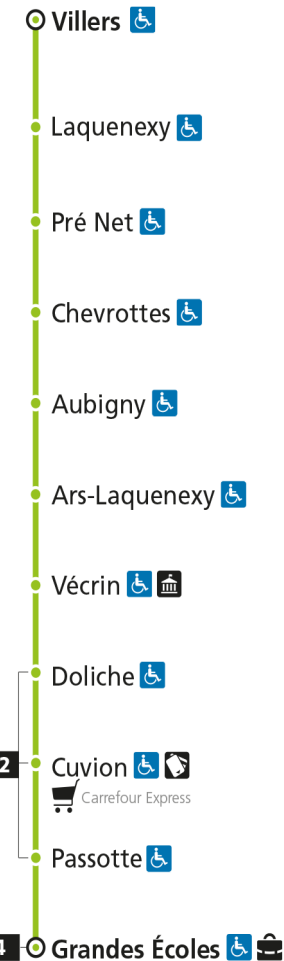 Villers
Laquenexy
Pré Net
Chevrottes
Aubigny
Ars-Laquenexy
Vécrin
Doliche
2 Cuvion
Carrefour Express
Passotte
4 Grandes Écoles